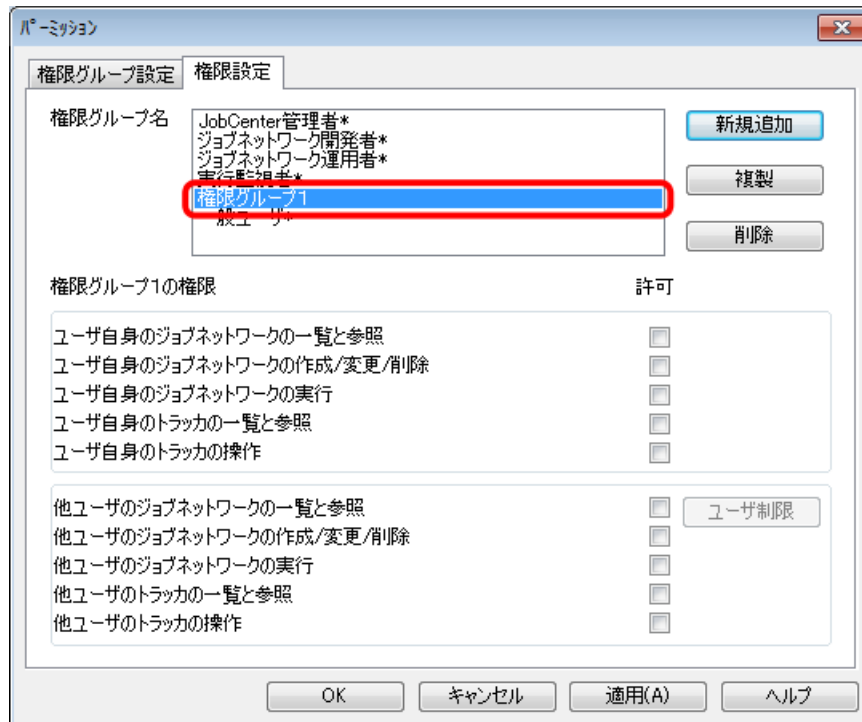 パーミッション
権限グループ設定 権限設定
権限グループ名
JobCenter管理者*
ジョブネットワーク開発者*
ジョブネットワーク運用者*
実行監視者*
権限グループ1
一般ユーザ*
新規追加
複製
削除
権限グループ1の権限 許可
ユーザ自身のジョブネットワークの一覧と参照
ユーザ自身のジョブネットワークの作成/変更/削除
ユーザ自身のジョブネットワークの実行
ユーザ自身のトラッカの一覧と参照
ユーザ自身のトラッカの操作
他ユーザのジョブネットワークの一覧と参照 ユーザ制限
他ユーザのジョブネットワークの作成/変更/削除
他ユーザのジョブネットワークの実行
他ユーザのトラッカの一覧と参照
他ユーザのトラッカの操作
OK キャンセル 適用(A) ヘルプ